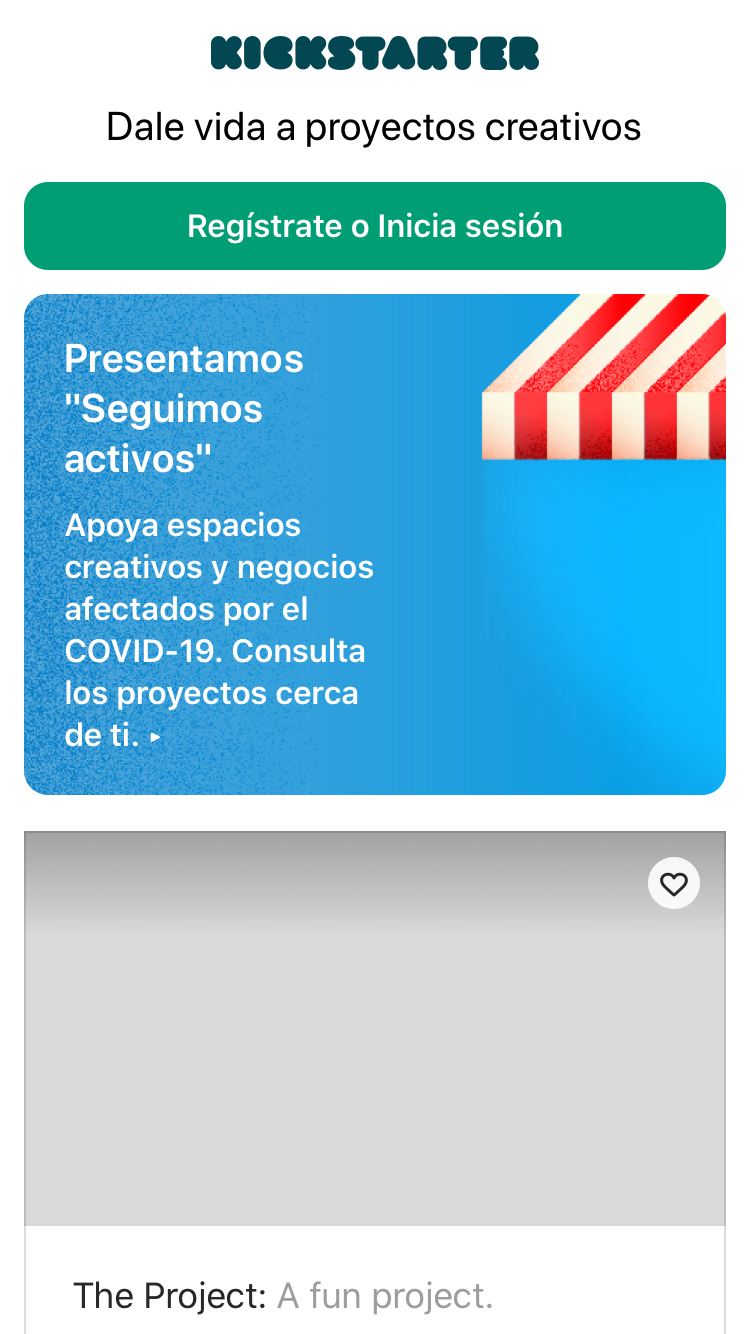 KICKSTARTER
Dale vida a proyectos creativos
Regístrate o Inicia sesión
Presentamos
"Seguimos
activos"
Apoya espacios
creativos y negocios
afectados por el
COVID-19. Consulta
los proyectos cerca
de ti. ▸
The Project: A fun project.